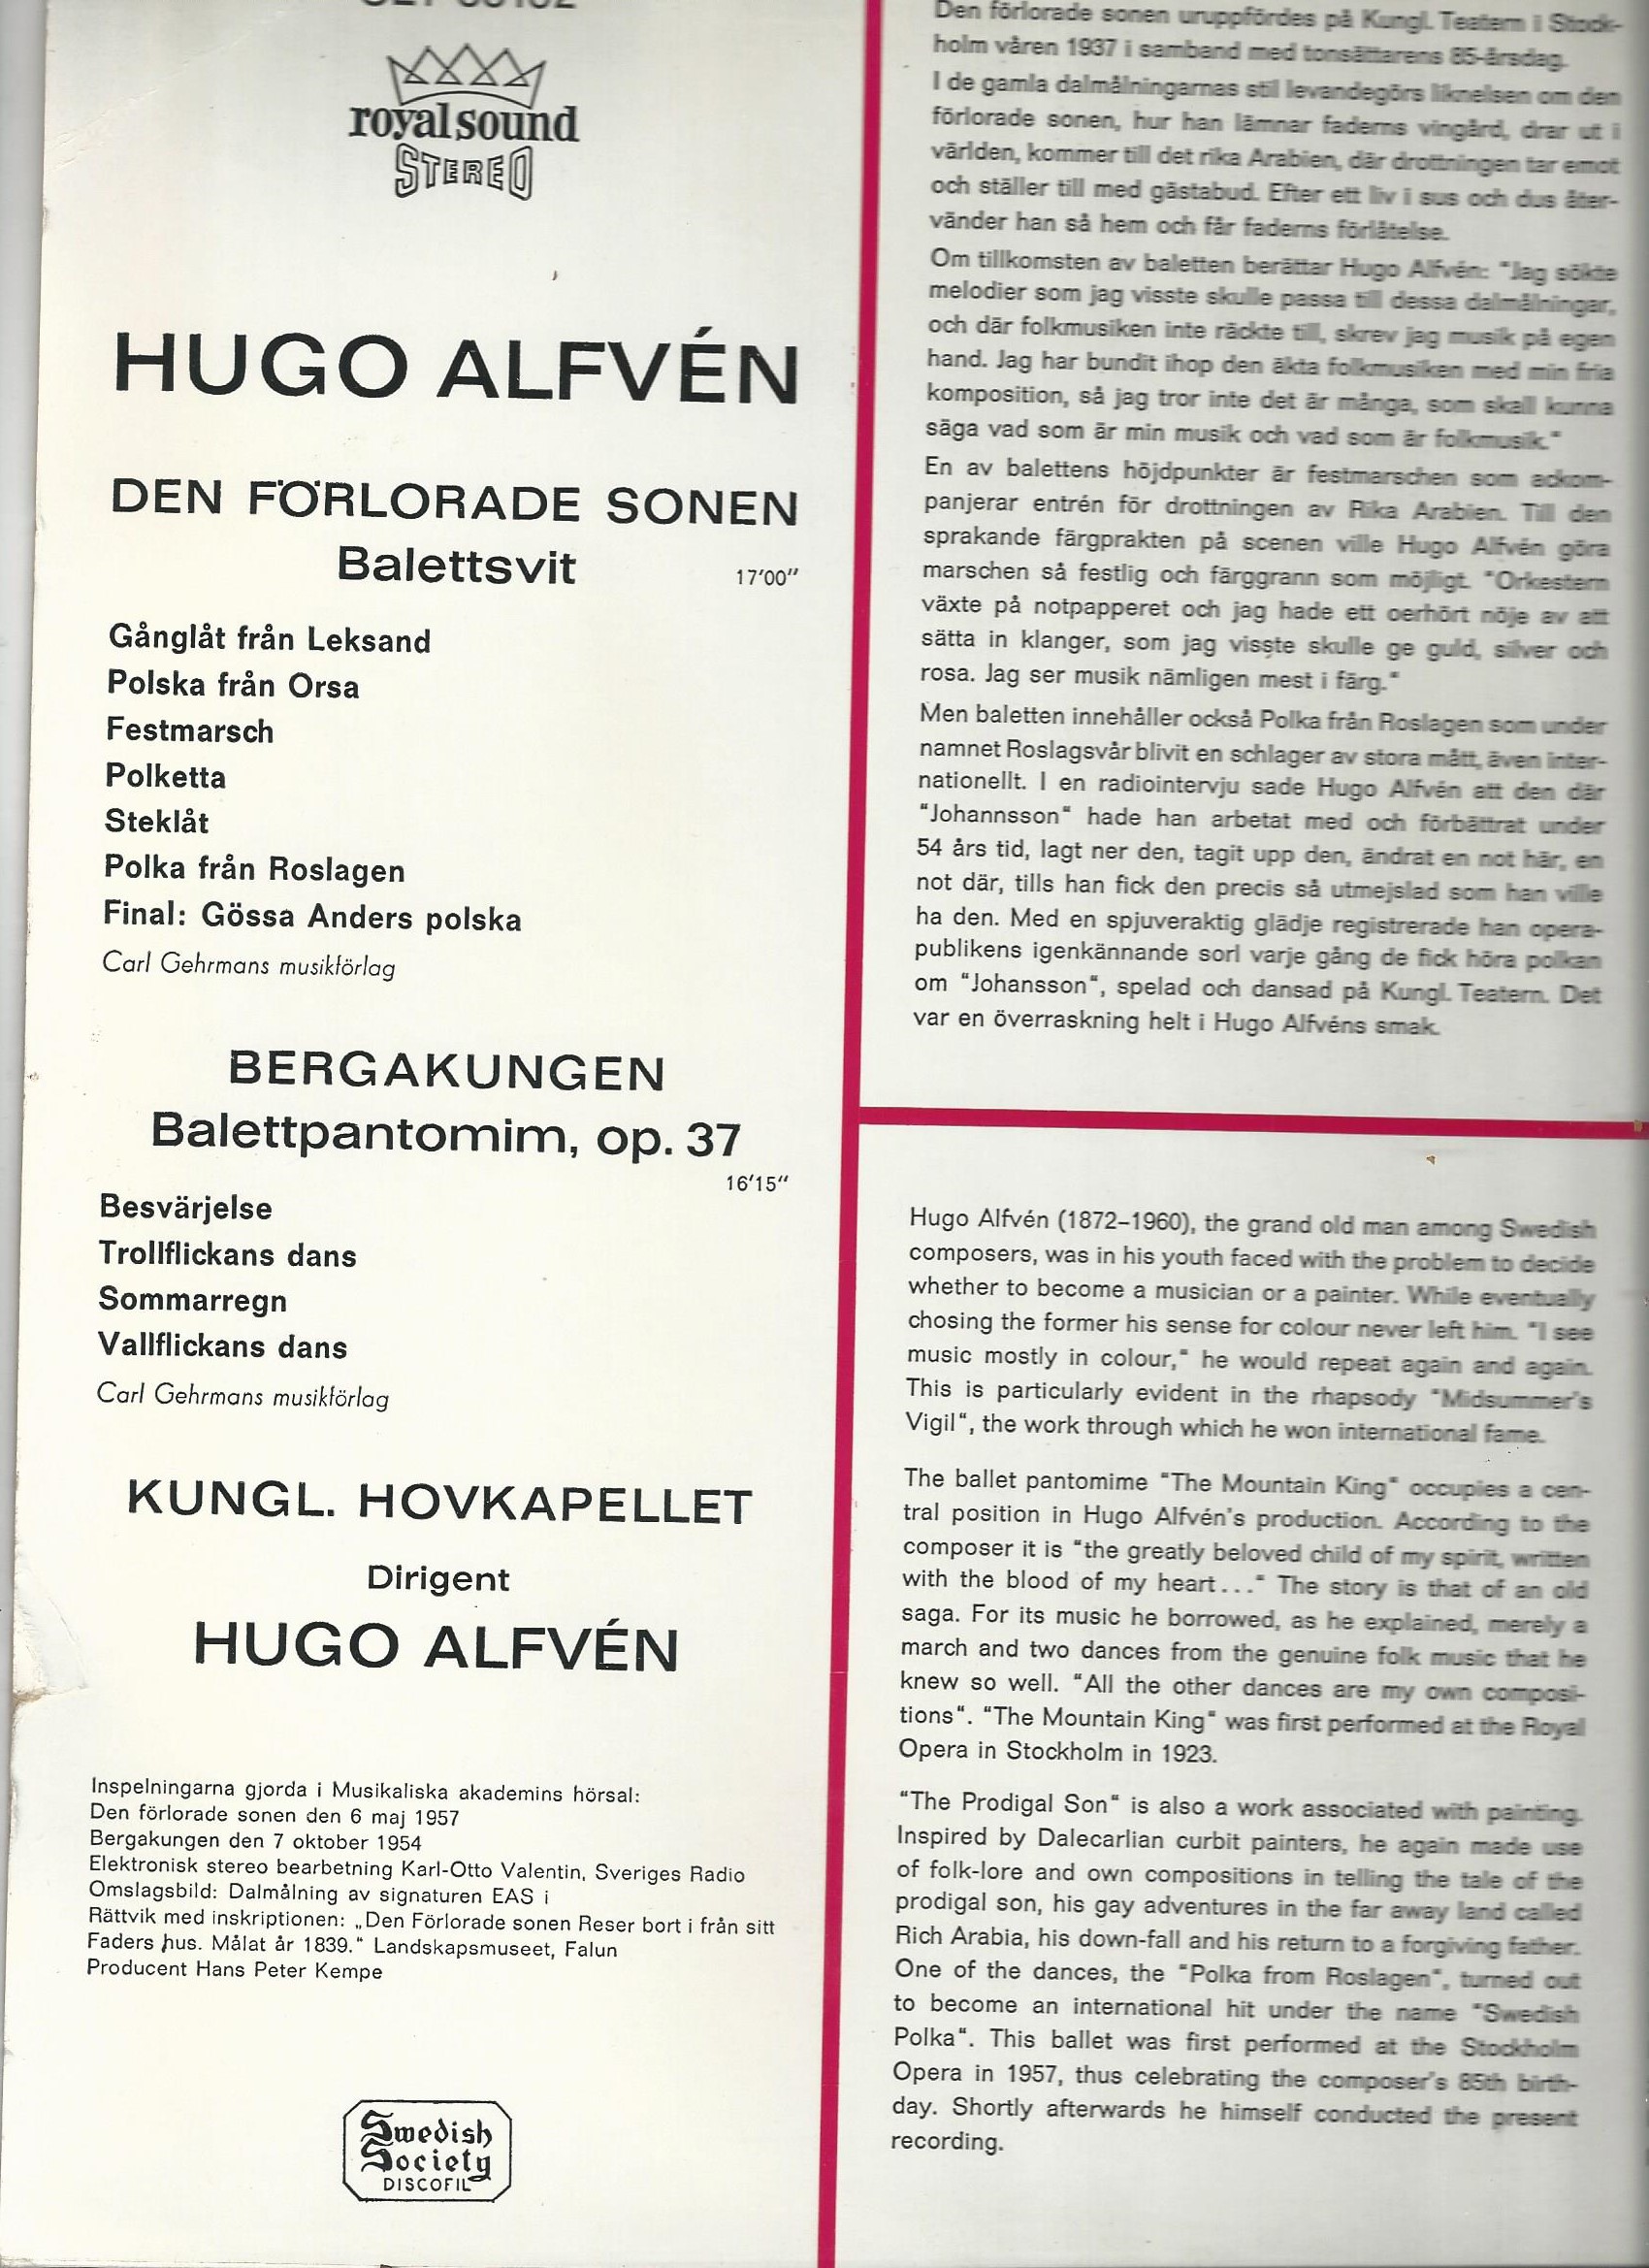 royal sound
STEREO
HUGO ALFVÉN
DEN FÖRLORADE SONEN
Balettsvit
17'00"
Gånglåt från Leksand
Polska från Orsa
Festmarsch
Polketta
Steklåt
Polka från Roslagen
Final: Gössa Anders polska
Carl Gehrmans musikförlag
BERGAKUNGEN
Balettpantomim, op. 37
16'15"
Besvärjelse
Trollflickans dans
Sommarregn
Vallflickans dans
Carl Gehrmans musikförlag
KUNGL. HOVKAPELLET
Dirigent
HUGO ALFVÉN
Inspelningarna gjorda i Musikaliska akademins hörsal:
Den förlorade sonen den 6 maj 1957
Bergakungen den 7 oktober 1954
Elektronisk stereo bearbetning Karl-Otto Valentin, Sveriges Radio
Omslagsbild: Dalmålning av signaturen EAS i
Rättvik med inskriptionen: „Den Förlorade sonen Reser bort i från sitt
Faders hus. Målat år 1839.“ Landskapsmuseet, Falun
Producent Hans Peter Kempe
Swedish
Society
DISCOFIL
Den förlorade sonen uruppfördes på Kungl. Teatern i Stock-
holm våren 1937 i samband med tonsättarens 85-årsdag.
I de gamla dalmålningarnas stil levandegörs liknelsen om den
förlorade sonen, hur han lämnar faderns vingård, drar ut i
världen, kommer till det rika Arabien, där drottningen tar emot
och ställer till med gästabud. Efter ett liv i sus och dus åter-
vänder han så hem och får faderns förlåtelse.
Om tillkomsten av baletten berättar Hugo Alfvén: “Jag sökte
melodier som jag visste skulle passa till dessa dalmålningar,
och där folkmusiken inte räckte till, skrev jag musik på egen
hand. Jag har bundit ihop den äkta folkmusiken med min fria
komposition, så jag tror inte det är många, som skall kunna
säga vad som är min musik och vad som är folkmusik.“
En av balettens höjdpunkter är festmarschen som ackom-
panjerar entrén för drottningen av Rika Arabien. Till den
sprakande färgprakten på scenen ville Hugo Alfvén göra
marschen så festlig och färggrann som möjligt. “Orkestern
växte på notpapperet och jag hade ett oerhört nöje av att
sätta in klanger, som jag visste skulle ge guld, silver och
rosa. Jag ser musik nämligen mest i färg.“
Men baletten innehåller också Polka från Roslagen som under
namnet Roslagsvår blivit en schlager av stora mått, även inter-
nationellt. I en radiointervju sade Hugo Alfvén att den där
“Johannsson“ hade han arbetat med och förbättrat under
54 års tid, lagt ner den, tagit upp den, ändrat en not här, en
not där, tills han fick den precis så utmejslad som han ville
ha den. Med en spjuveraktig glädje registrerade han opera-
publikens igenkännande sorl varje gång de fick höra polkan
om “Johansson“, spelad och dansad på Kungl. Teatern. Det
var en överraskning helt i Hugo Alfvéns smak.
Hugo Alfvén (1872–1960), the grand old man among Swedish
composers, was in his youth faced with the problem to decide
whether to become a musician or a painter. While eventually
chosing the former his sense for colour never left him. “I see
music mostly in colour,“ he would repeat again and again.
This is particularly evident in the rhapsody “Midsummer's
Vigil“, the work through which he won international fame.
The ballet pantomime “The Mountain King“ occupies a cen-
tral position in Hugo Alfvén's production. According to the
composer it is “the greatly beloved child of my spirit, written
with the blood of my heart...“ The story is that of an old
saga. For its music he borrowed, as he explained, merely a
march and two dances from the genuine folk music that he
knew so well. “All the other dances are my own composi-
tions“. “The Mountain King“ was first performed at the Royal
Opera in Stockholm in 1923.
“The Prodigal Son“ is also a work associated with painting.
Inspired by Dalecarlian curbit painters, he again made use
of folk-lore and own compositions in telling the tale of the
prodigal son, his gay adventures in the far away land called
Rich Arabia, his down-fall and his return to a forgiving father.
One of the dances, the “Polka from Roslagen“, turned out
to become an international hit under the name “Swedish
Polka“. This ballet was first performed at the Stockholm
Opera in 1957, thus celebrating the composer's 85th birth-
day. Shortly afterwards he himself conducted the present
recording.